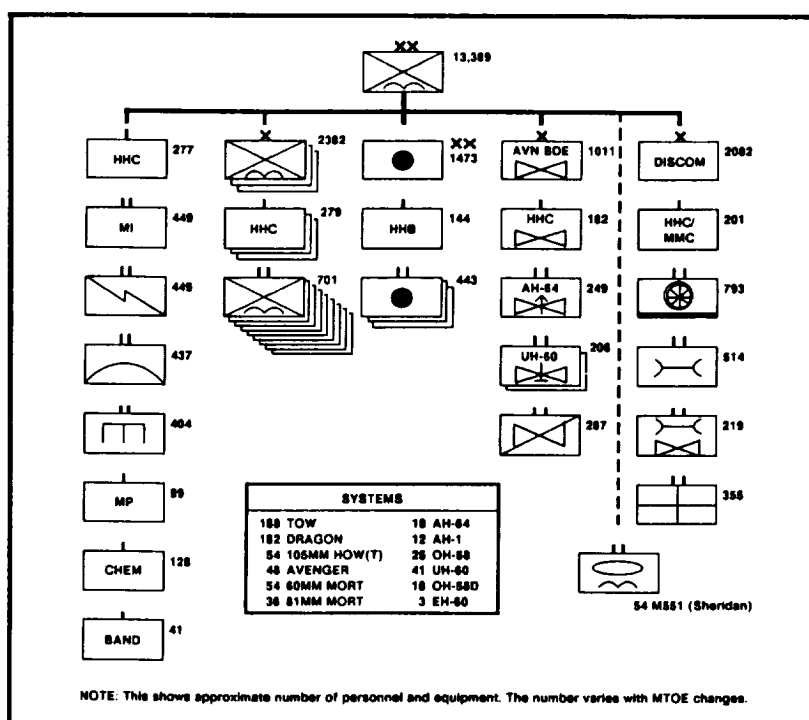 XX
13,389
X
X
X
HHC 277
2382
XX
1473
AVN BDE 1011
DISCOM 2082
MI 449
HHC 279
HHB 144
HHC 182
HHC/
MMC 201
449
701
443
AH-64 249
793
437
UH-60 206
514
404
287
219
MP
355
CHEM 128
BAND 41
SYSTEMS
TOW 18 AH-64
182 DRAGON 12 AH-1
54 105MM HOW(T) OH-58
48 AVENGER 41 UH-60
54 60MM MORT OH-58D
36 81MM MORT 3 EH-60
54 M551 (Sheridan)
NOTE: This shows approximate number of personnel and equipment. The number varies with MTOE changes.